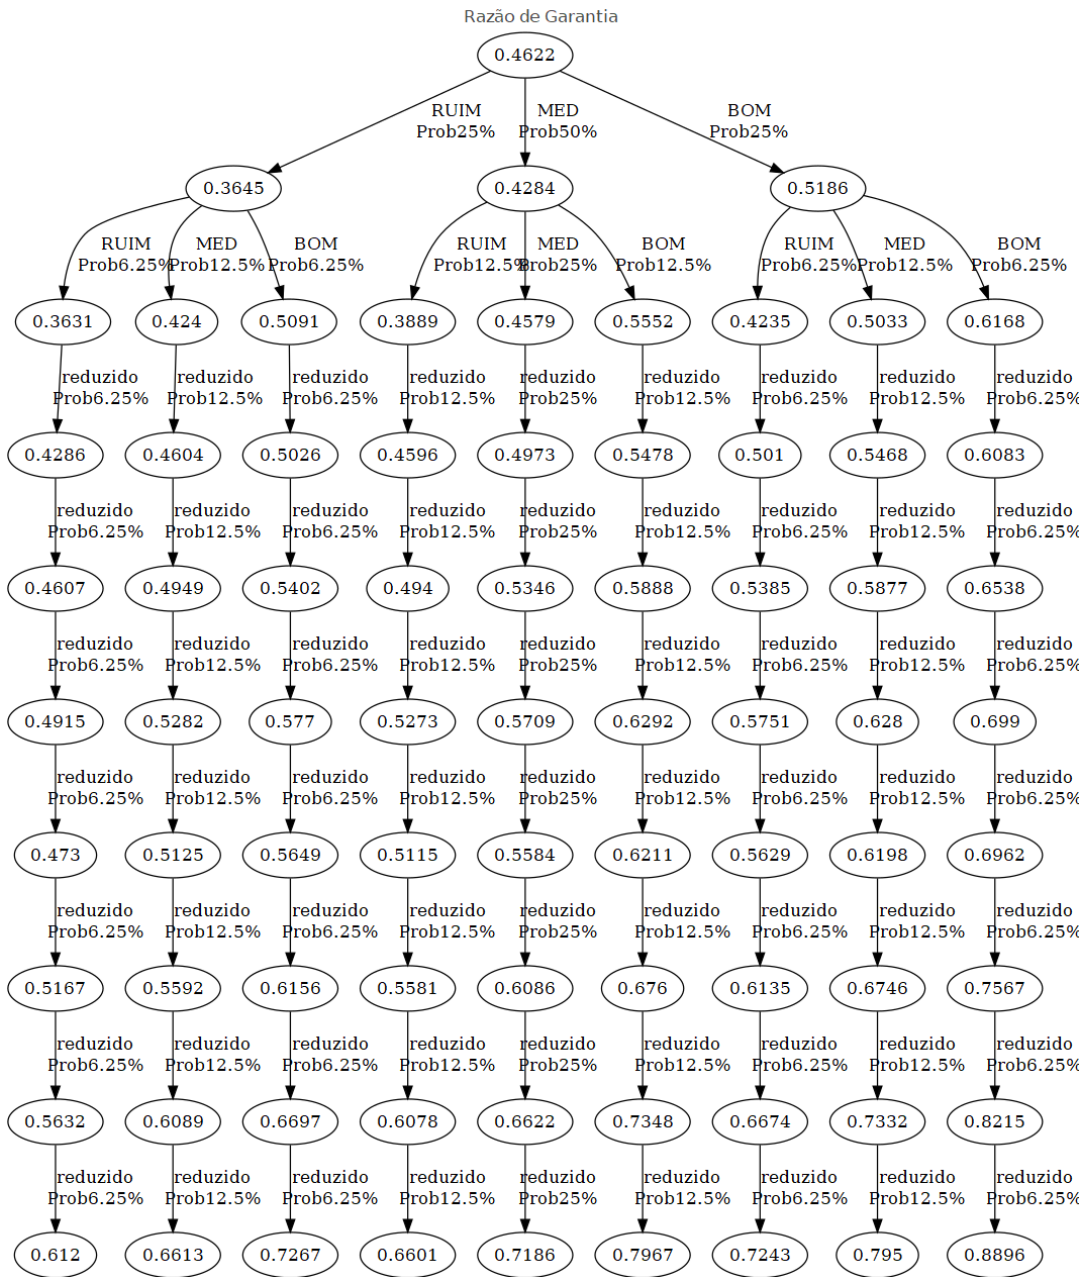 Razão de Garantia
0.4622
RUIM MED BOM
Prob25% Prob50% Prob25%
0.3645 0.4284 0.5186
RUIM MED BOM RUIM MED BOM RUIM MED BOM
Prob6.25% Prob12.5% Prob6.25% Prob12.5% Prob25% Prob12.5% Prob6.25% Prob12.5% Prob6.25%
0.3631 0.424 0.5091 0.3889 0.4579 0.5552 0.4235 0.5033 0.6168
reduzido reduzido reduzido reduzido reduzido reduzido reduzido reduzido reduzido
Prob6.25% Prob12.5% Prob6.25% Prob12.5% Prob25% Prob12.5% Prob6.25% Prob12.5% Prob6.25%
0.4286 0.4604 0.5026 0.4596 0.4973 0.5478 0.501 0.5468 0.6083
reduzido reduzido reduzido reduzido reduzido reduzido reduzido reduzido reduzido
Prob6.25% Prob12.5% Prob6.25% Prob12.5% Prob25% Prob12.5% Prob6.25% Prob12.5% Prob6.25%
0.4607 0.4949 0.5402 0.494 0.5346 0.5888 0.5385 0.5877 0.6538
reduzido reduzido reduzido reduzido reduzido reduzido reduzido reduzido reduzido
Prob6.25% Prob12.5% Prob6.25% Prob12.5% Prob25% Prob12.5% Prob6.25% Prob12.5% Prob6.25%
0.4915 0.5282 0.577 0.5273 0.5709 0.6292 0.5751 0.628 0.699
reduzido reduzido reduzido reduzido reduzido reduzido reduzido reduzido reduzido
Prob6.25% Prob12.5% Prob6.25% Prob12.5% Prob25% Prob12.5% Prob6.25% Prob12.5% Prob6.25%
0.473 0.5125 0.5649 0.5115 0.5584 0.6211 0.5629 0.6198 0.6962
reduzido reduzido reduzido reduzido reduzido reduzido reduzido reduzido reduzido
Prob6.25% Prob12.5% Prob6.25% Prob12.5% Prob25% Prob12.5% Prob6.25% Prob12.5% Prob6.25%
0.5167 0.5592 0.6156 0.5581 0.6086 0.676 0.6135 0.6746 0.7567
reduzido reduzido reduzido reduzido reduzido reduzido reduzido reduzido reduzido
Prob6.25% Prob12.5% Prob6.25% Prob12.5% Prob25% Prob12.5% Prob6.25% Prob12.5% Prob6.25%
0.5632 0.6089 0.6697 0.6078 0.6622 0.7348 0.6674 0.7332 0.8215
reduzido reduzido reduzido reduzido reduzido reduzido reduzido reduzido reduzido
Prob6.25% Prob12.5% Prob6.25% Prob12.5% Prob25% Prob12.5% Prob6.25% Prob12.5% Prob6.25%
0.612 0.6613 0.7267 0.6601 0.7186 0.7967 0.7243 0.795 0.8896